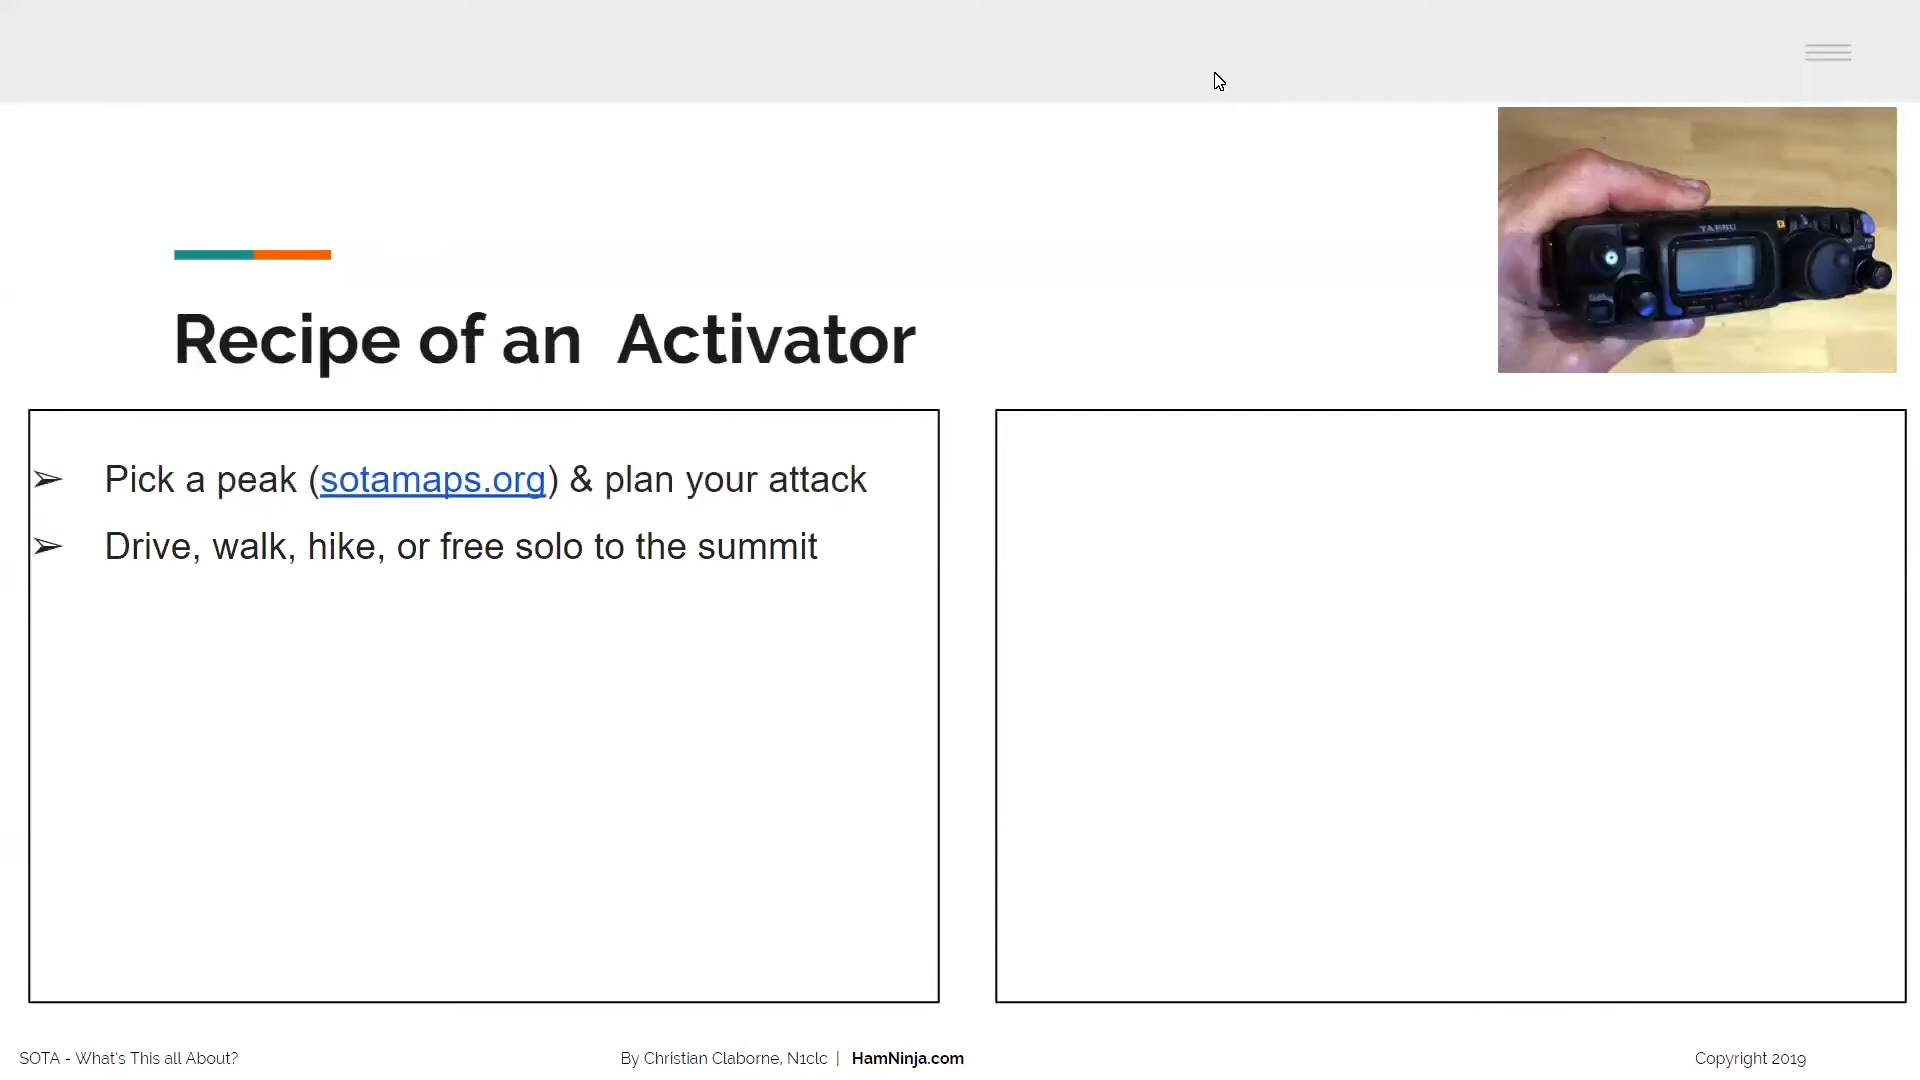 YAESU
Recipe of an Activator
➢ Pick a peak (sotamaps.org) & plan your attack
➢ Drive, walk, hike, or free solo to the summit
SOTA - What's This all About?
By Christian Claborne, N1clc | HamNinja.com
Copyright 2019